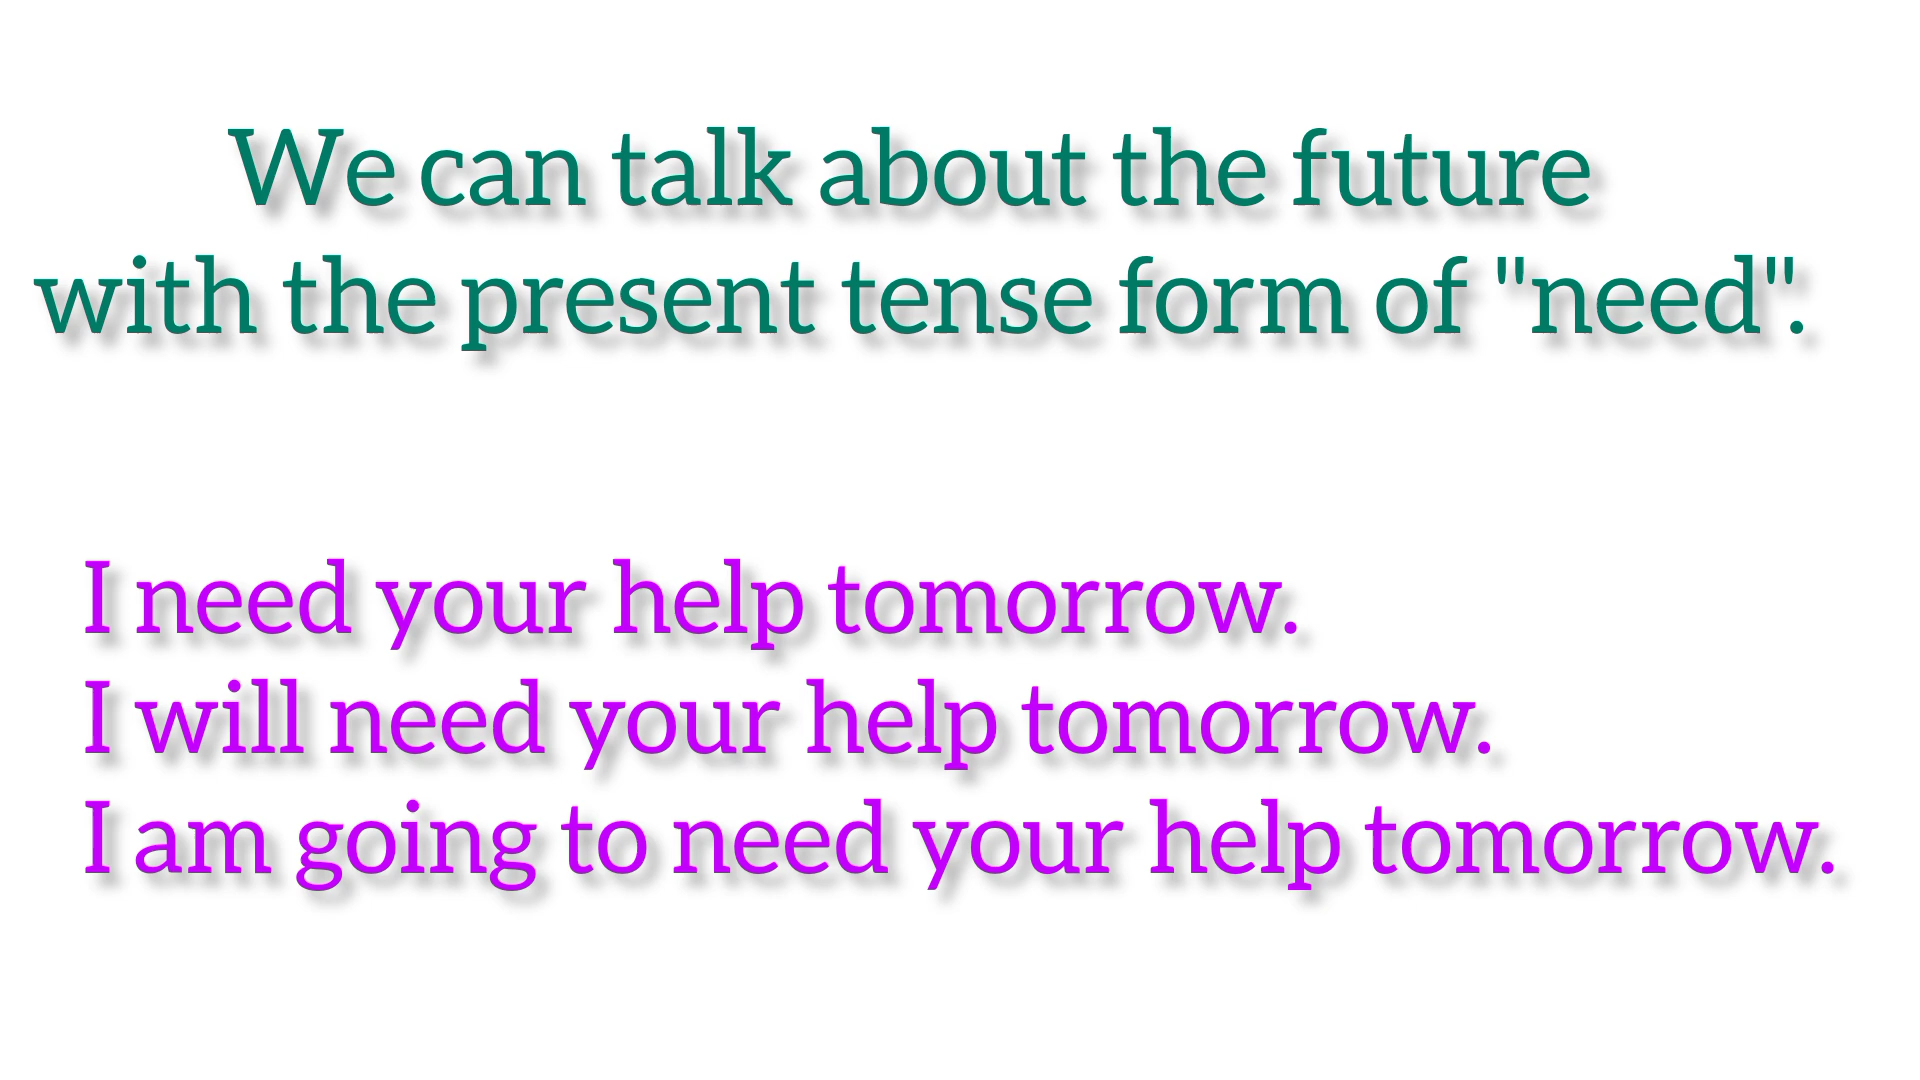 We can talk about the future
with the present tense form of "need".
I need your help tomorrow.
I will need your help tomorrow.
I am going to need your help tomorrow.